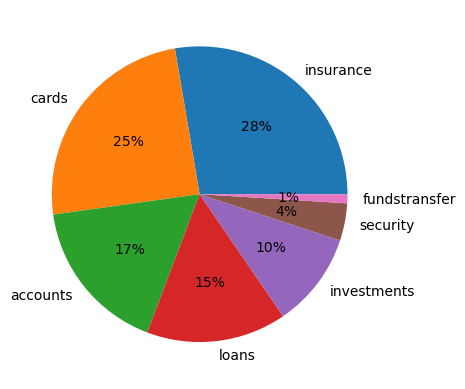 insurance
28%
cards
25%
accounts
17%
loans
15%
investments
10%
security
4%
fundstransfer
1%